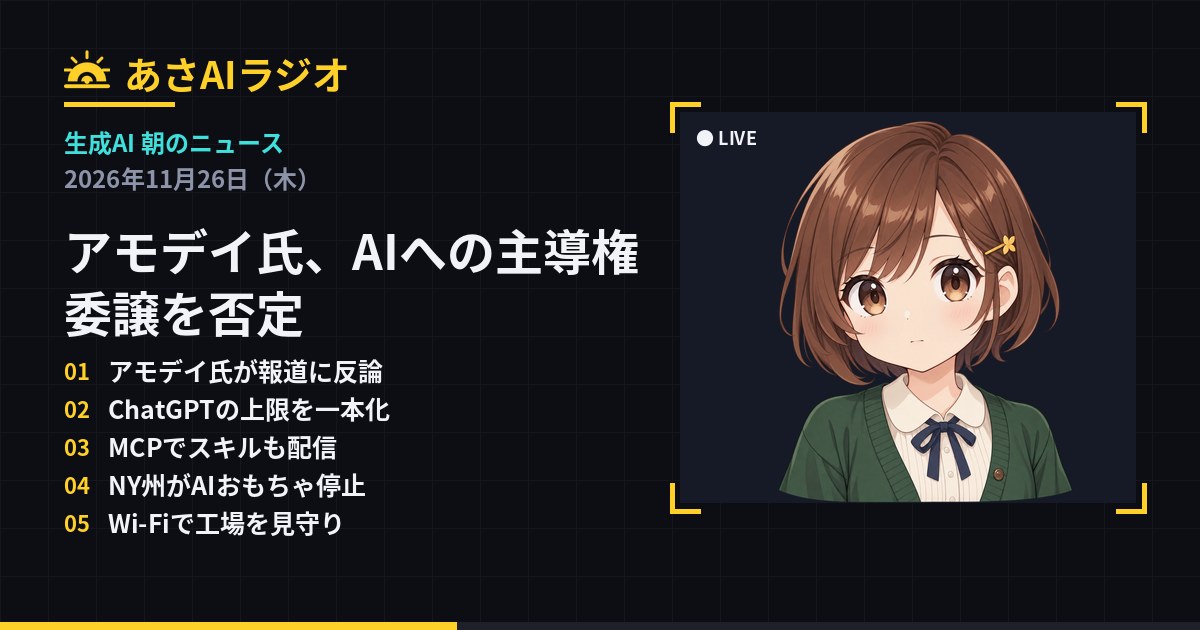 あさAIラジオ
生成AI 朝のニュース
2026年11月26日（木）
アモデイ氏、AIへの主導権
委譲を否定
01 アモデイ氏が報道に反論
02 ChatGPTの上限を一本化
03 MCPでスキルも配信
04 NY州がAIおもちゃ停止
05 Wi-Fiで工場を見守り
LIVE